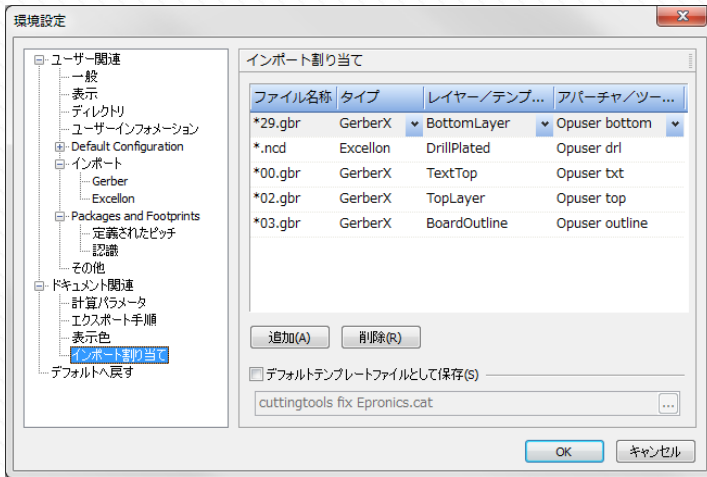 環境設定
ユーザー関連
一般
表示
ディレクトリ
ユーザーインフォメーション
Default Configuration
インポート
Gerber
Excellon
Packages and Footprints
定義されたピッチ
認識
その他
ドキュメント関連
計算パラメータ
エクスポート手順
表示色
インポート割り当て
デフォルトへ戻す
インポート割り当て
ファイル名称 タイプ レイヤー／テンプ... アパーチャ／ツー...
*29.gbr GerberX BottomLayer Opuser bottom
*.ncd Excellon DrillPlated Opuser drl
*00.gbr GerberX TextTop Opuser txt
*02.gbr GerberX TopLayer Opuser top
*03.gbr GerberX BoardOutline Opuser outline
追加(A) 削除(R)
デフォルトテンプレートファイルとして保存(S)
cuttingtools fix Epronics.cat ...
OK キャンセル